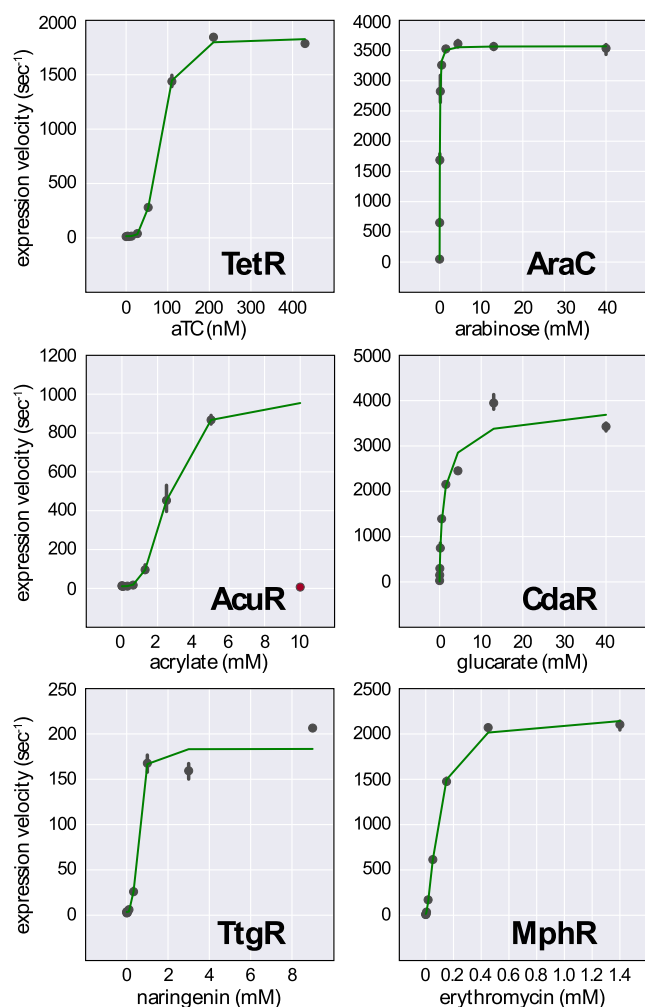 2000
1500
1000
500
0
expression velocity (sec⁻¹)
TetR
0 100 200 300 400
aTC (nM)
4000
3500
3000
2500
2000
1500
1000
500
0
AraC
0 10 20 30 40
arabinose (mM)
1200
1000
800
600
400
200
0
expression velocity (sec⁻¹)
AcuR
0 2 4 6 8 10
acrylate (mM)
5000
4000
3000
2000
1000
0
CdaR
0 10 20 30 40
glucarate (mM)
250
200
150
100
50
0
expression velocity (sec⁻¹)
TtgR
0 2 4 6 8
naringenin (mM)
2500
2000
1500
1000
500
0
MphR
0 0.2 0.4 0.6 0.8 1.0 1.2 1.4
erythromycin (mM)